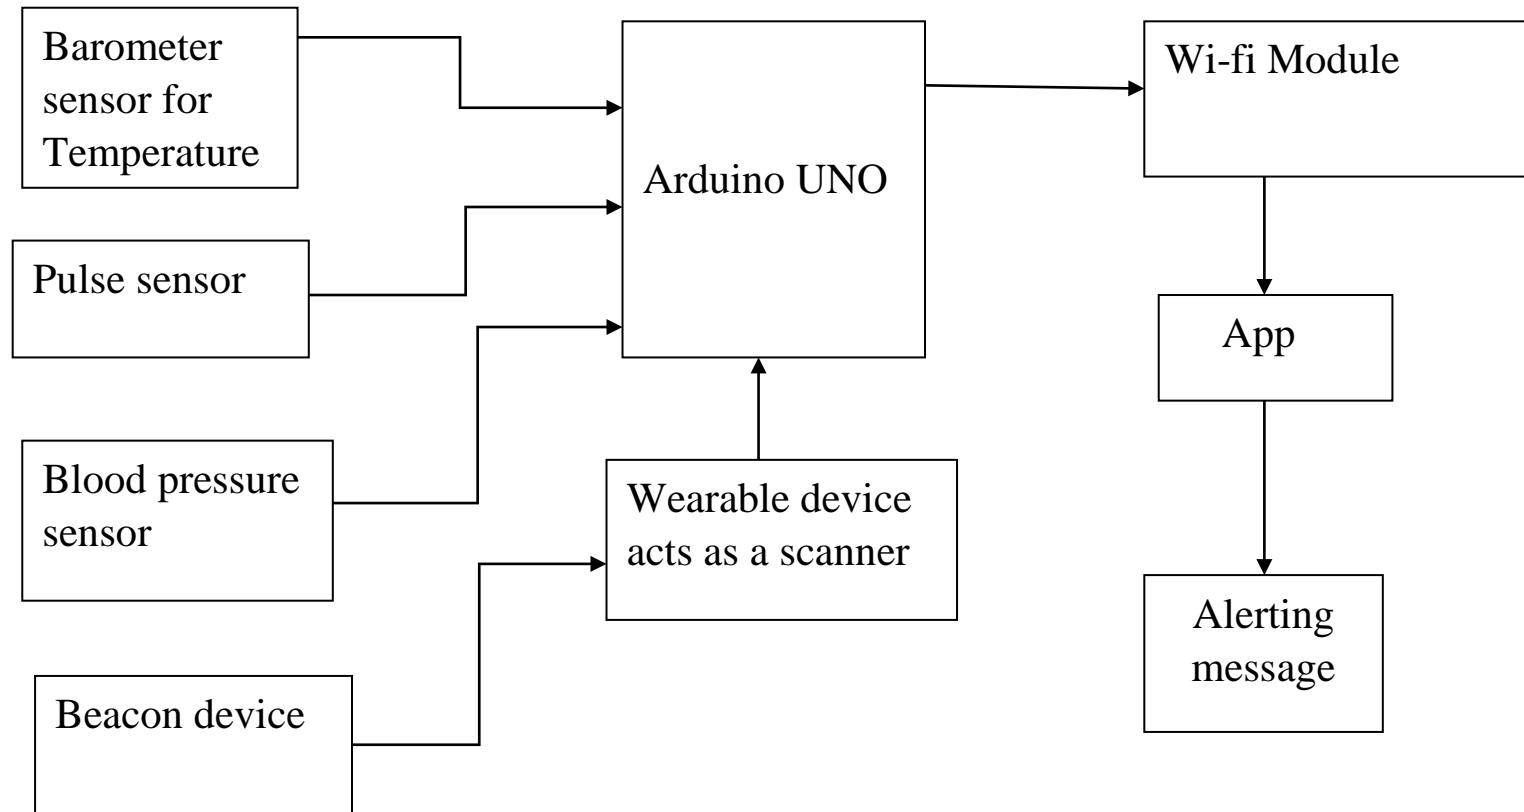 Barometer
sensor for
Temperature
Arduino UNO
Wi-fi Module
Pulse sensor
App
Blood pressure
sensor
Wearable device
acts as a scanner
Alerting
message
Beacon device